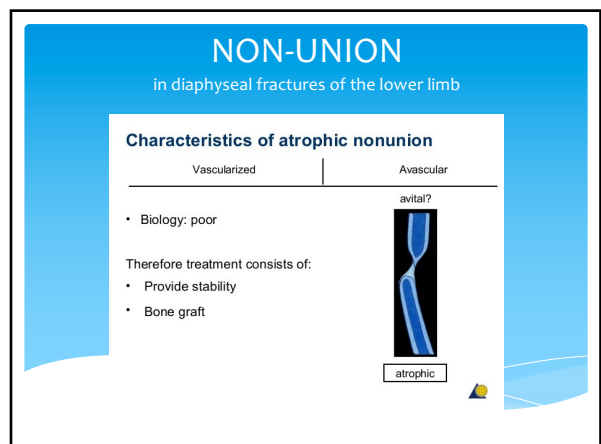 NON-UNION
in diaphyseal fractures of the lower limb
Characteristics of atrophic nonunion
Vascularized
Avascular
avital?
• Biology: poor
Therefore treatment consists of:
• Provide stability
• Bone graft
atrophic